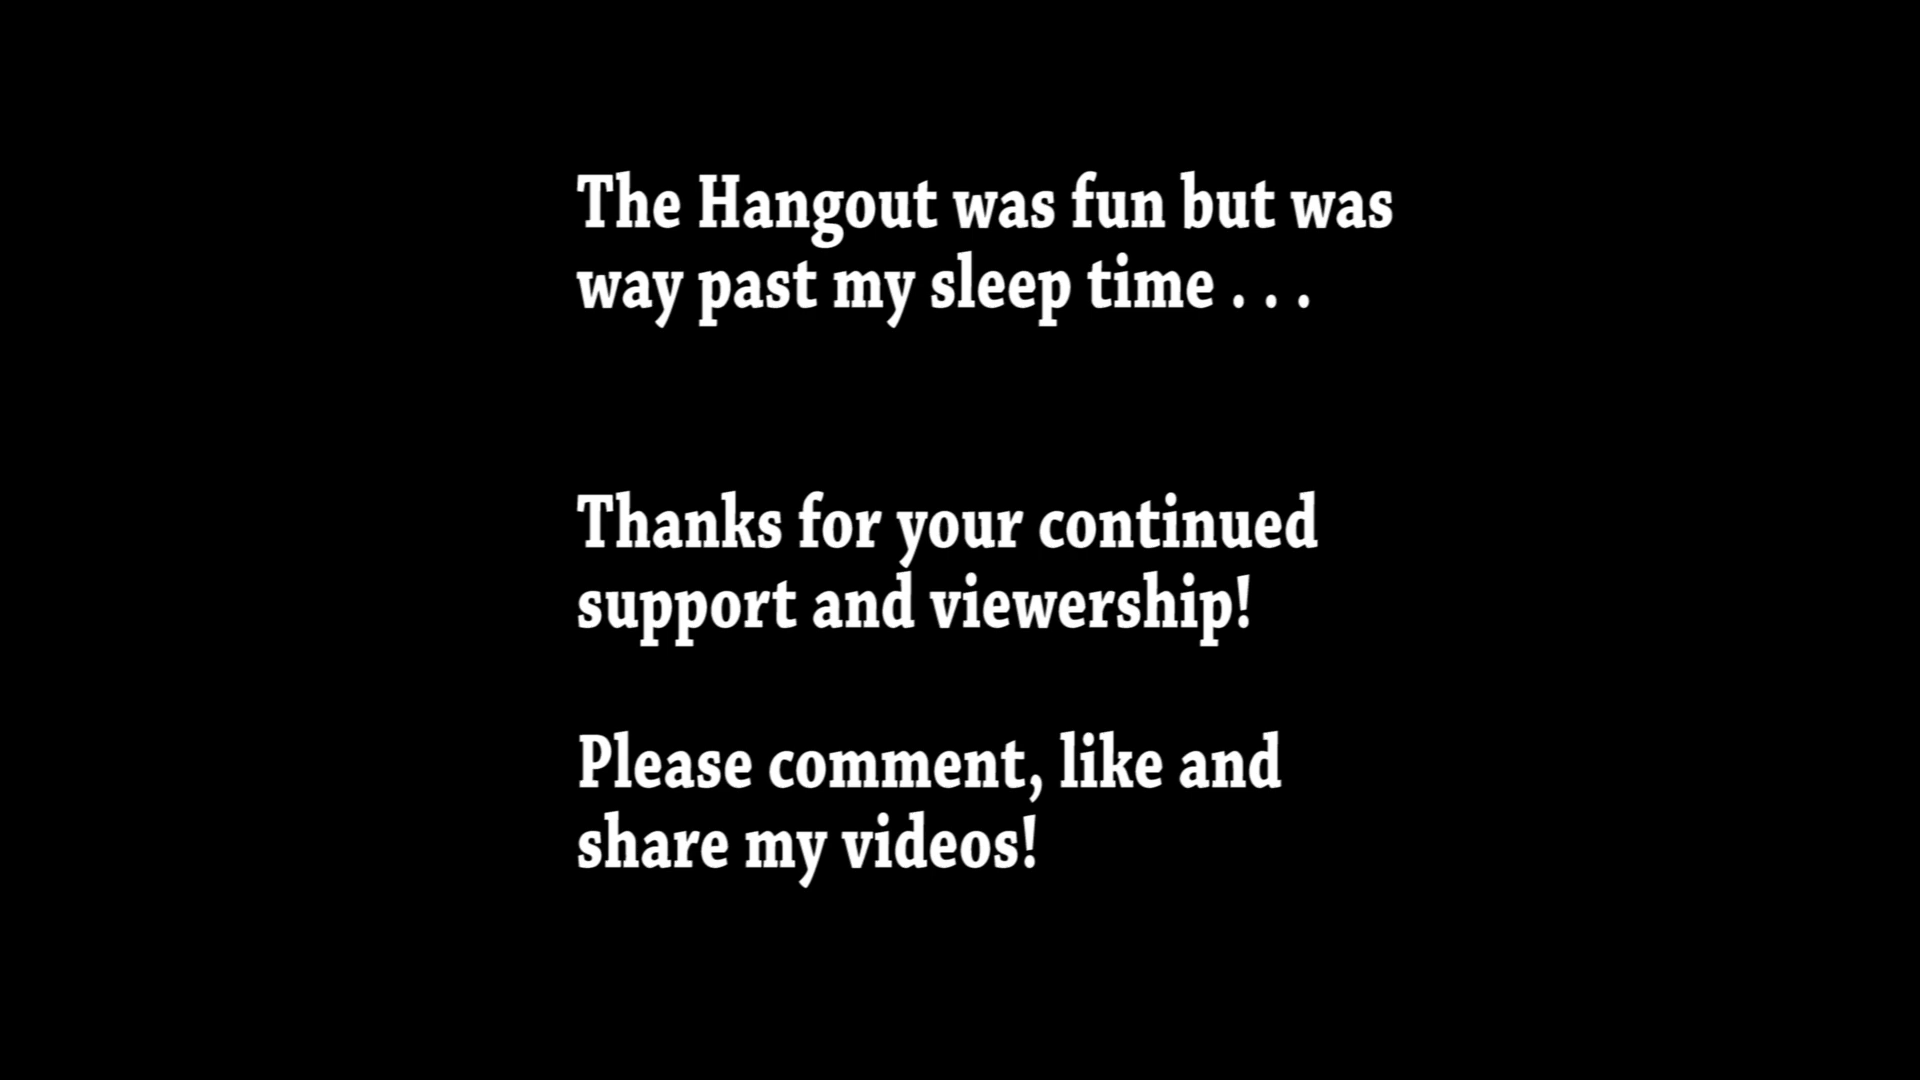 The Hangout was fun but was
way past my sleep time . . .
Thanks for your continued
support and viewership!
Please comment, like and
share my videos!